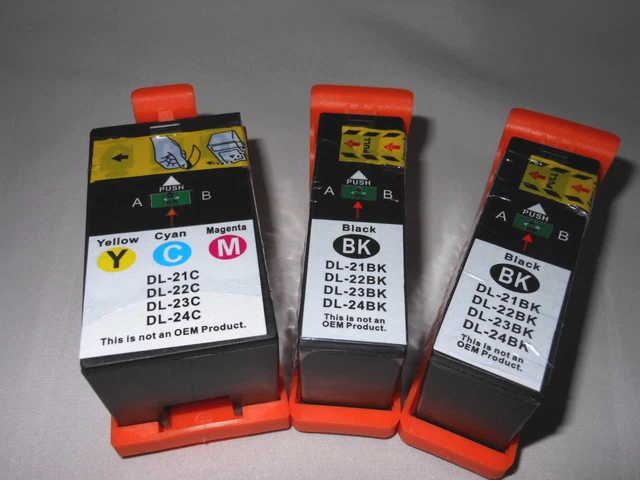 PUSH
A B
Yellow Cyan Magenta
Y C M
DL-21C
DL-22C
DL-23C
DL-24C
This is not an OEM Product.
PULL
PUSH
A B
Black
BK
DL-21BK
DL-22BK
DL-23BK
DL-24BK
This is not an
OEM Product.
PULL
PUSH
A B
Black
BK
DL-21BK
DL-22BK
DL-23BK
DL-24BK
This is not an
OEM Product.